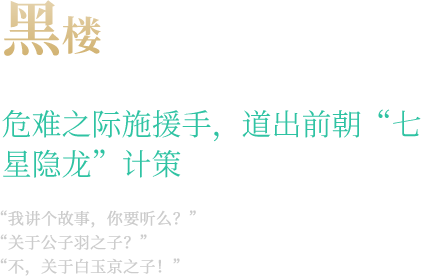 黑楼
危难之际施援手，道出前朝“七
星隐龙”计策
“我讲个故事，你要听么？”
“关于公子羽之子？”
“不，关于白玉京之子！”